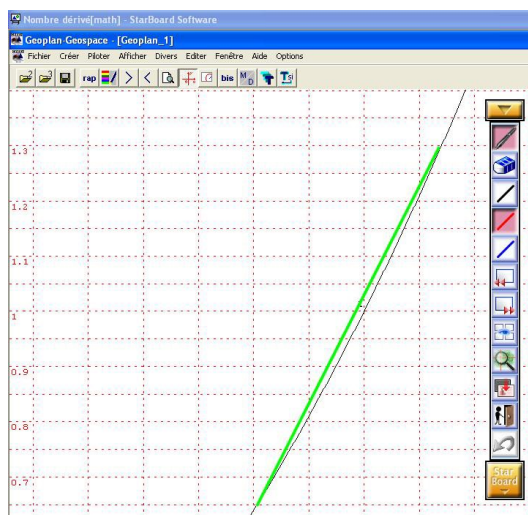 Nombre dérivé[math] - StarBoard Software
Geoplan-Geospace - [Geoplan_1]
Fichier Créer Piloter Afficher Divers Editer Fenêtre Aide Options
rap bis
1.3
1.2
1.1
1
0.9
0.8
0.7
Star
Board